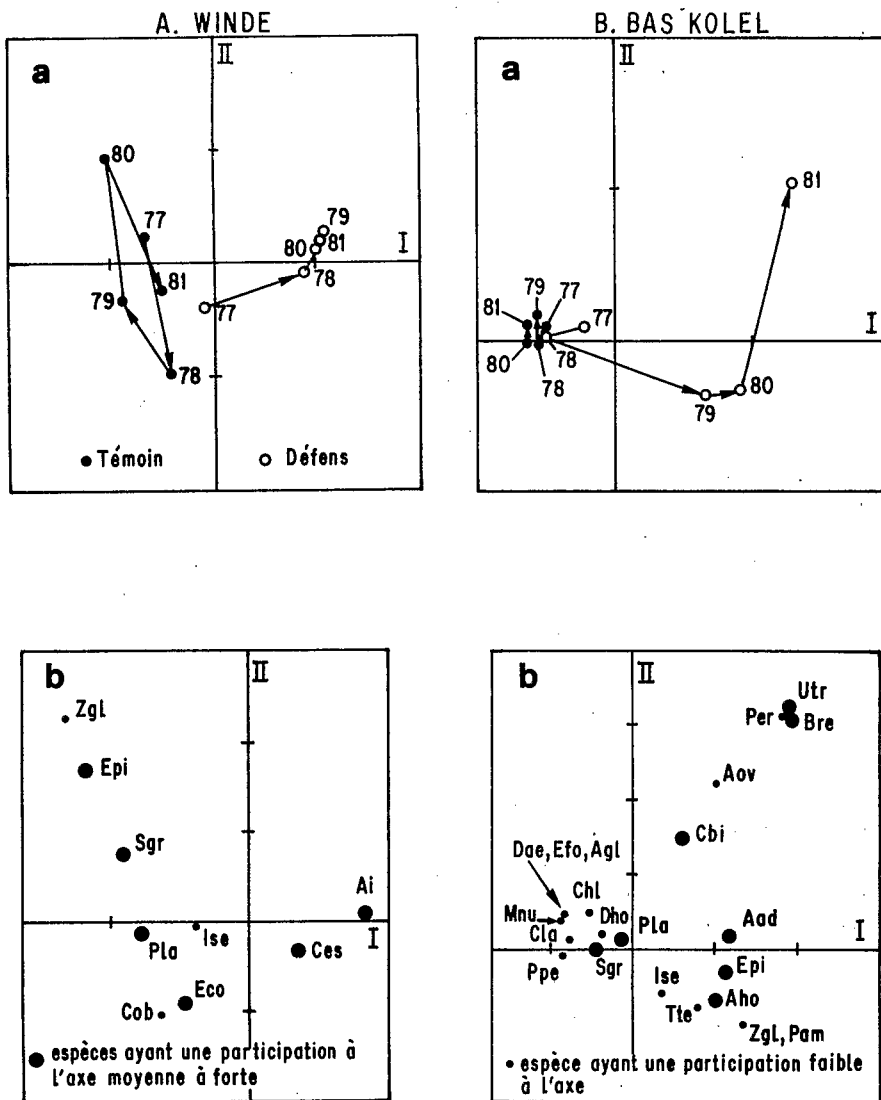 A. WINDE
B. BAS KOLEL
a
II
I
80
77
81
79
78
79
80
81
78
77
● Témoin
○ Défens
a
II
I
81
79
77
81
80
78
77
78
79
80
b
II
I
Zgl
Epi
Sgr
Ai
Ise
Pla
Ces
Eco
Cob
● espèces ayant une participation à
l'axe moyenne à forte
b
II
I
Utr
Per
Bre
Aov
Cbi
Dae, Efo, Agl
Chl
Mnu
Dho
Pla
Aad
Cla
Ppe
Sgr
Epi
Ise
Aho
Tte
Zgl, Pam
• espèce ayant une participation faible
à l'axe